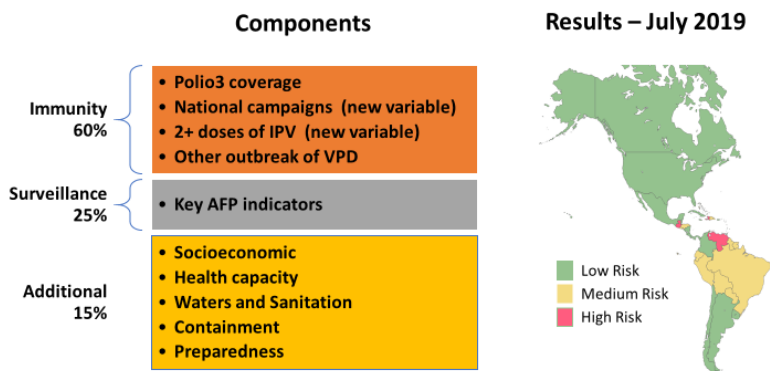 Components
Immunity
60%
• Polio3 coverage
• National campaigns (new variable)
• 2+ doses of IPV (new variable)
• Other outbreak of VPD
Surveillance
25%
• Key AFP indicators
Additional
15%
• Socioeconomic
• Health capacity
• Waters and Sanitation
• Containment
• Preparedness
Results – July 2019
Low Risk
Medium Risk
High Risk